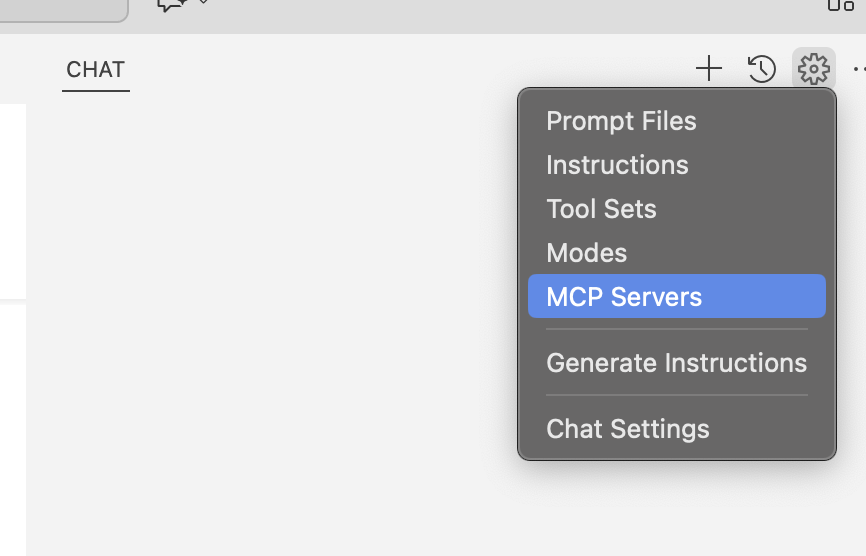 CHAT
Prompt Files
Instructions
Tool Sets
Modes
MCP Servers
Generate Instructions
Chat Settings